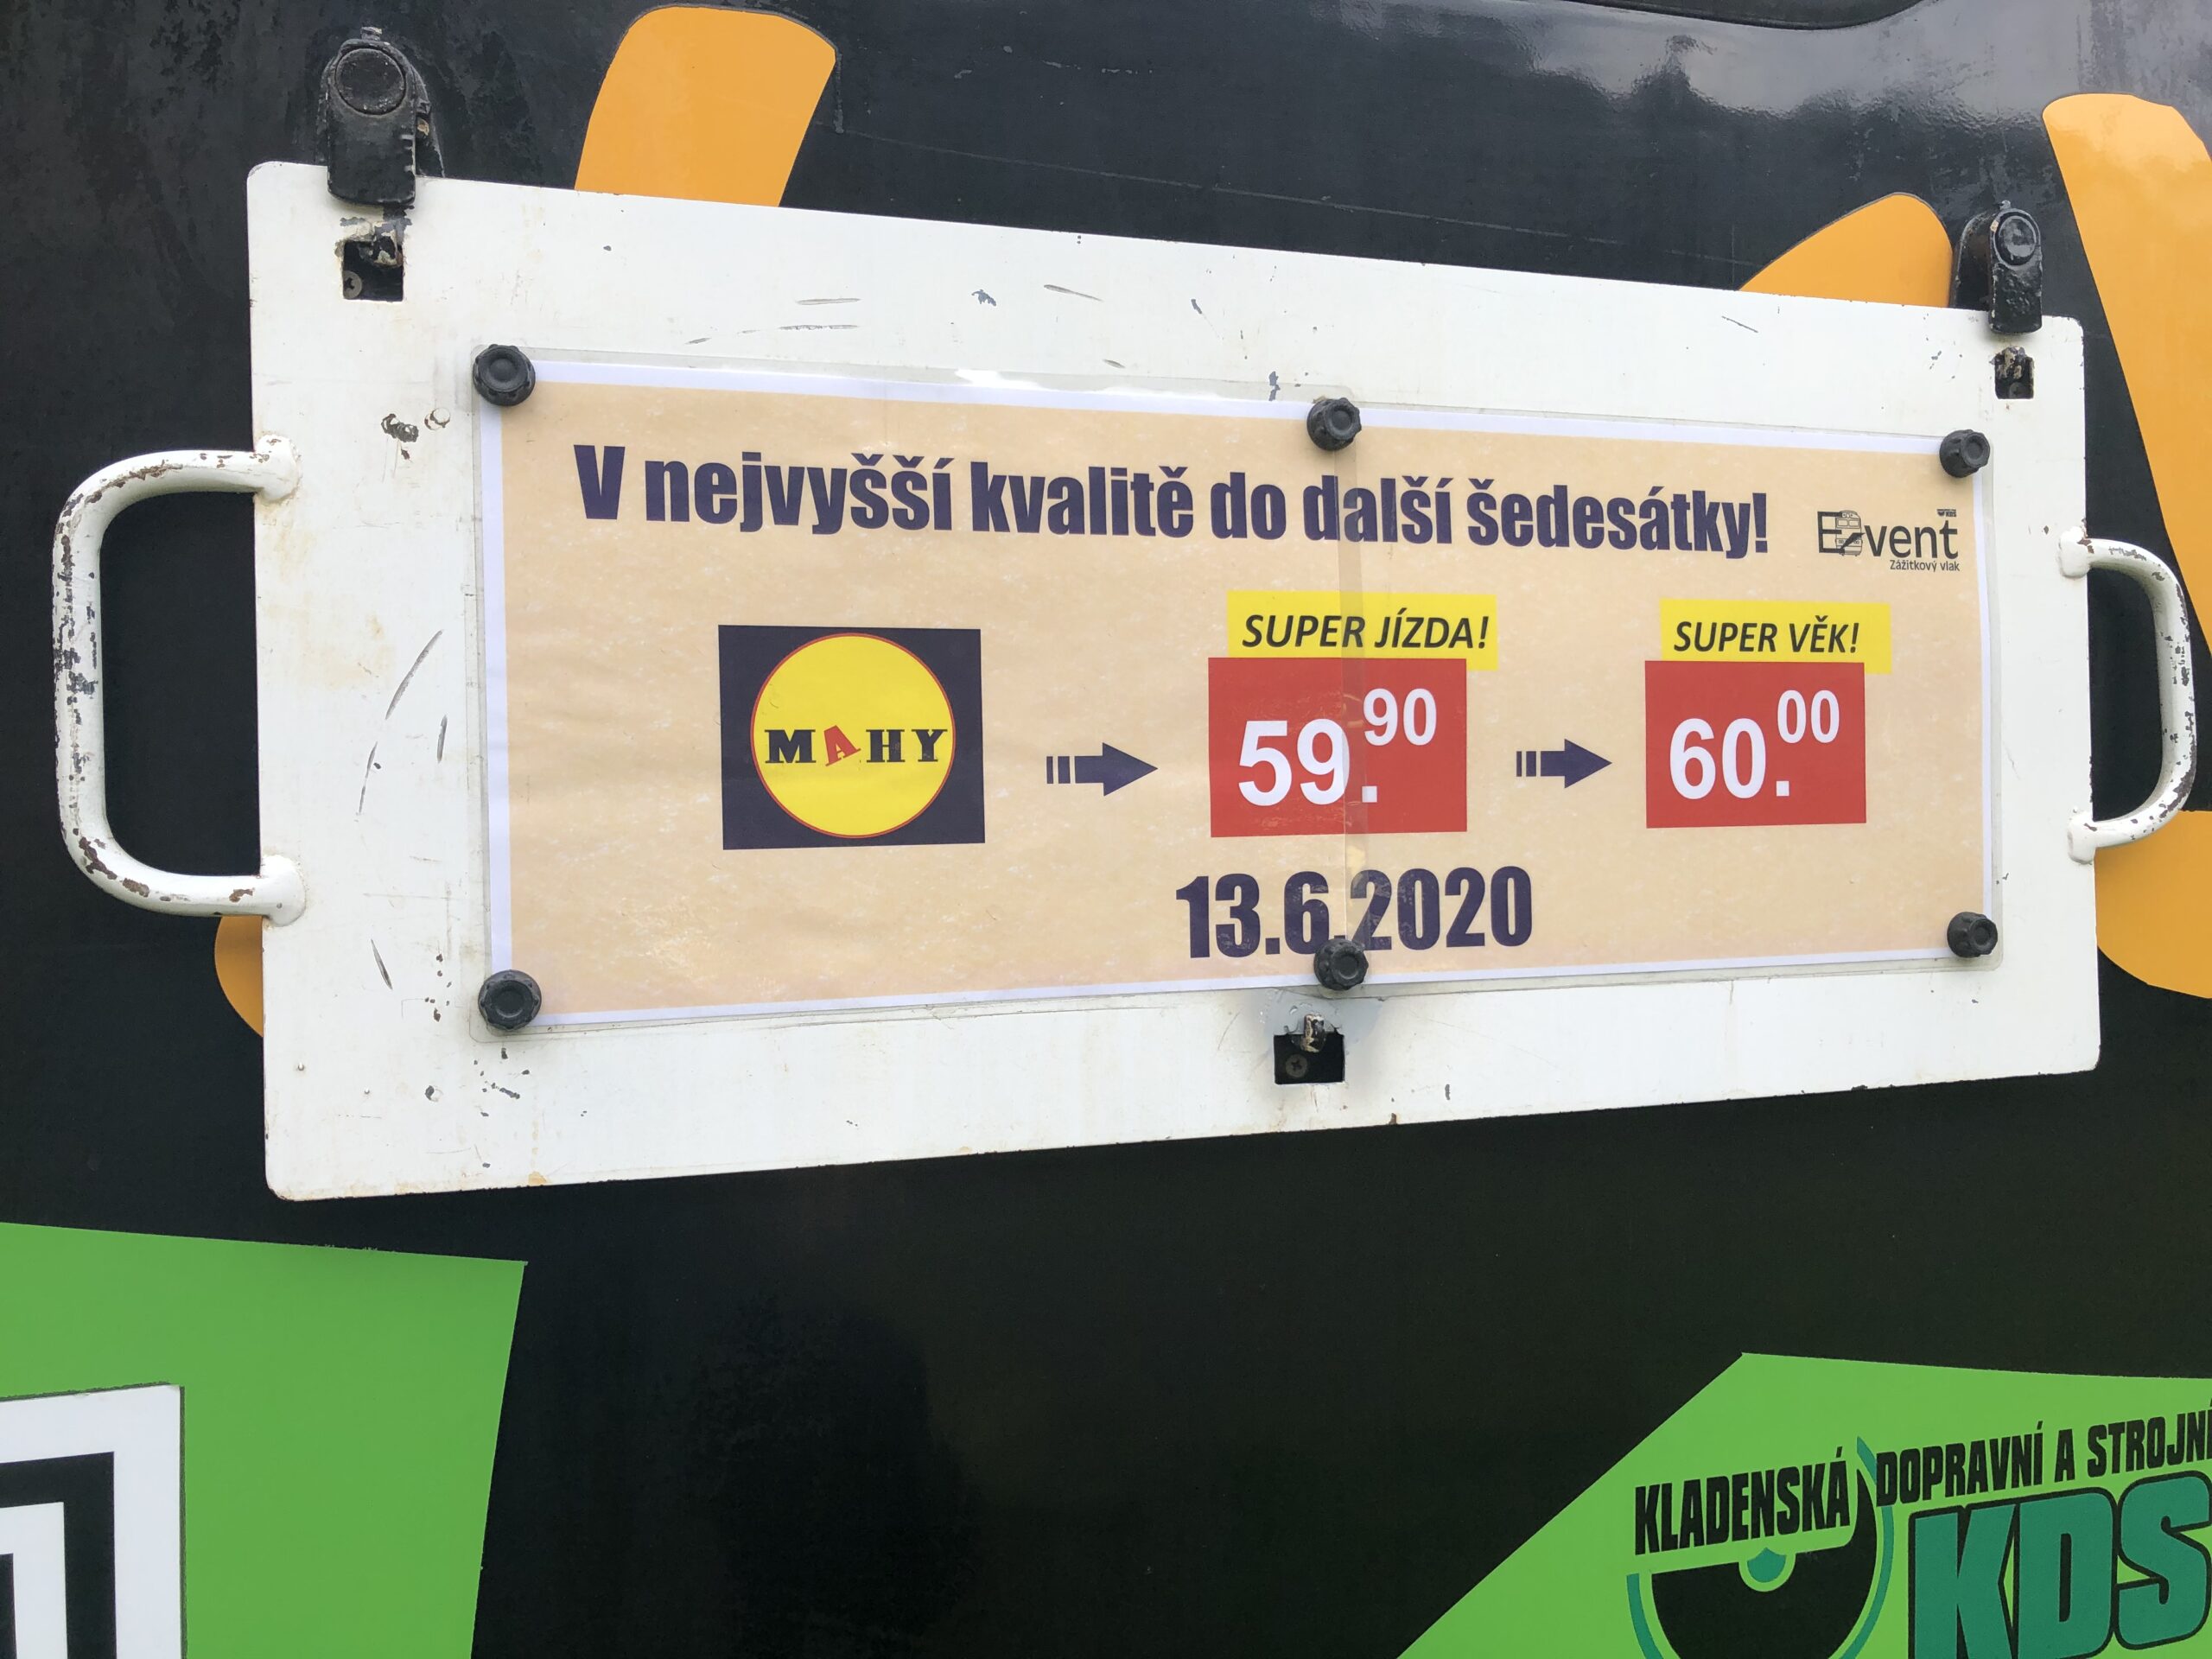 V nejvyšší kvalitě do další šedesátky!
Ezvent
Zážitkový vlak
MAHY
SUPER JÍZDA!
59.90
SUPER VĚK!
60.00
13.6.2020
KLADENSKÁ DOPRAVNÍ A STROJNÍ
KDS